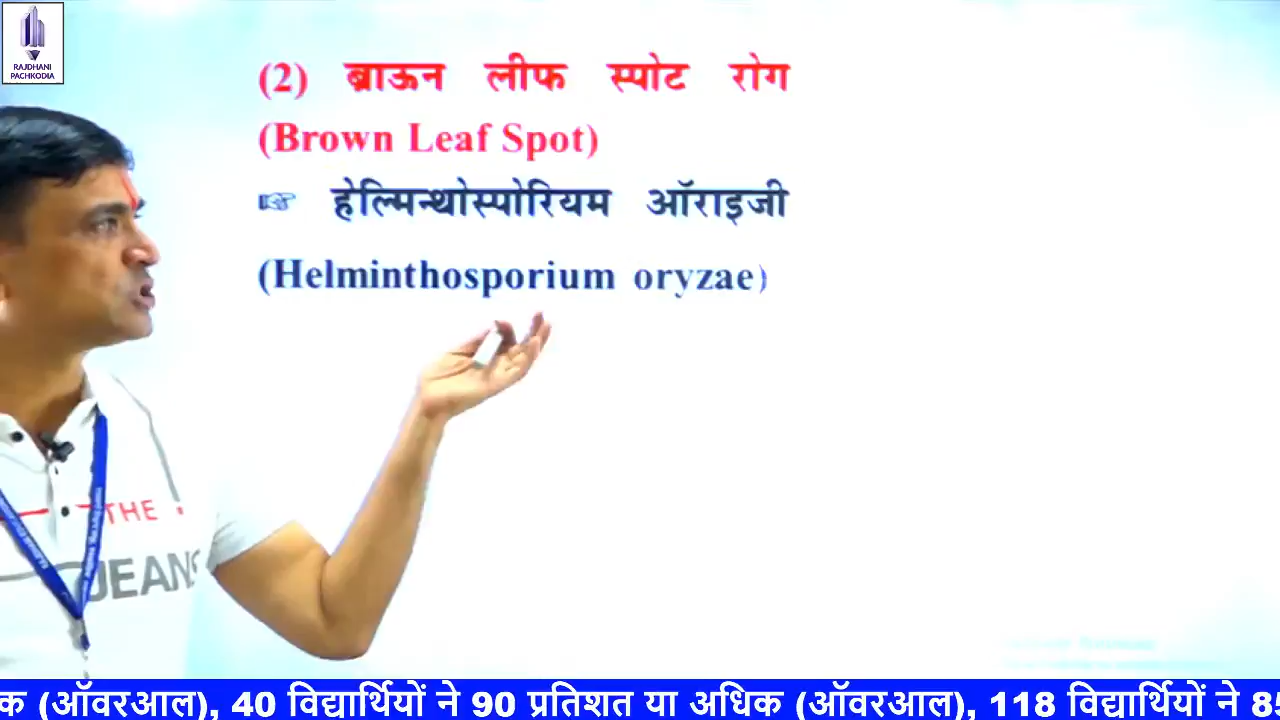 RAJDHANI
PACHKODIA
(2) ब्राऊन लीफ स्पोट रोग
(Brown Leaf Spot)
☞ हेल्मिन्थोस्पोरियम ऑराइजी
(Helminthosporium oryzae)
THE
JEANS
क (ऑवरआल), 40 विद्यार्थियों ने 90 प्रतिशत या अधिक (ऑवरआल), 118 विद्यार्थियों ने 85